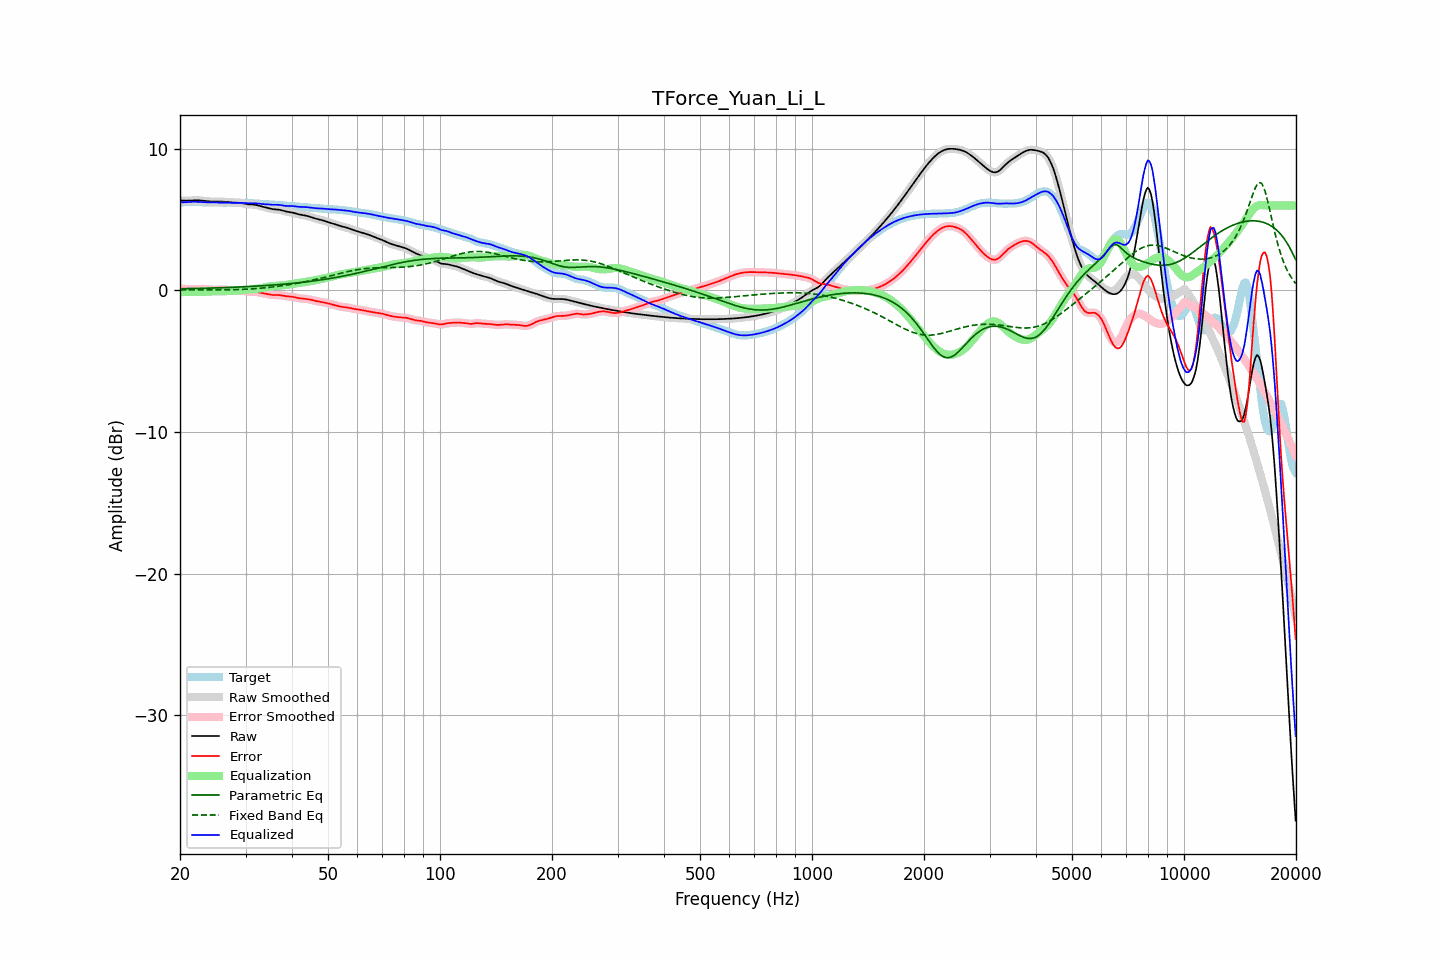 TForce_Yuan_Li_L
Amplitude (dBr)
10
0
−10
−20
−30
Target
Raw Smoothed
Error Smoothed
Raw
Error
Equalization
Parametric Eq
Fixed Band Eq
Equalized
20 50 100 200 500 1000 2000 5000 10000 20000
Frequency (Hz)